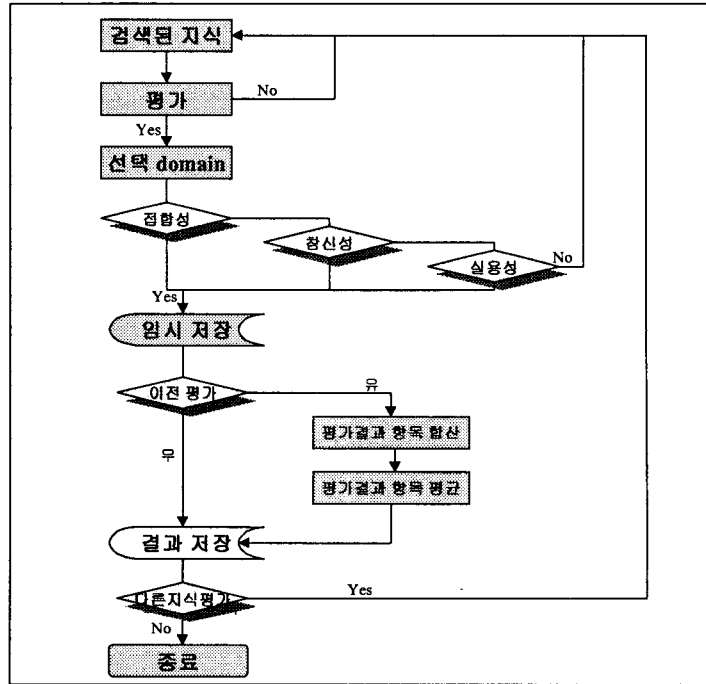 검색된 지식
평가
No
Yes
선택 domain
접합성
창신성
실용성
No
Yes
임시 저장
이전 평가
유
평가결과 항목 합산
무
평가결과 항목 평균
결과 저장
다른지식평가
Yes
No
종료